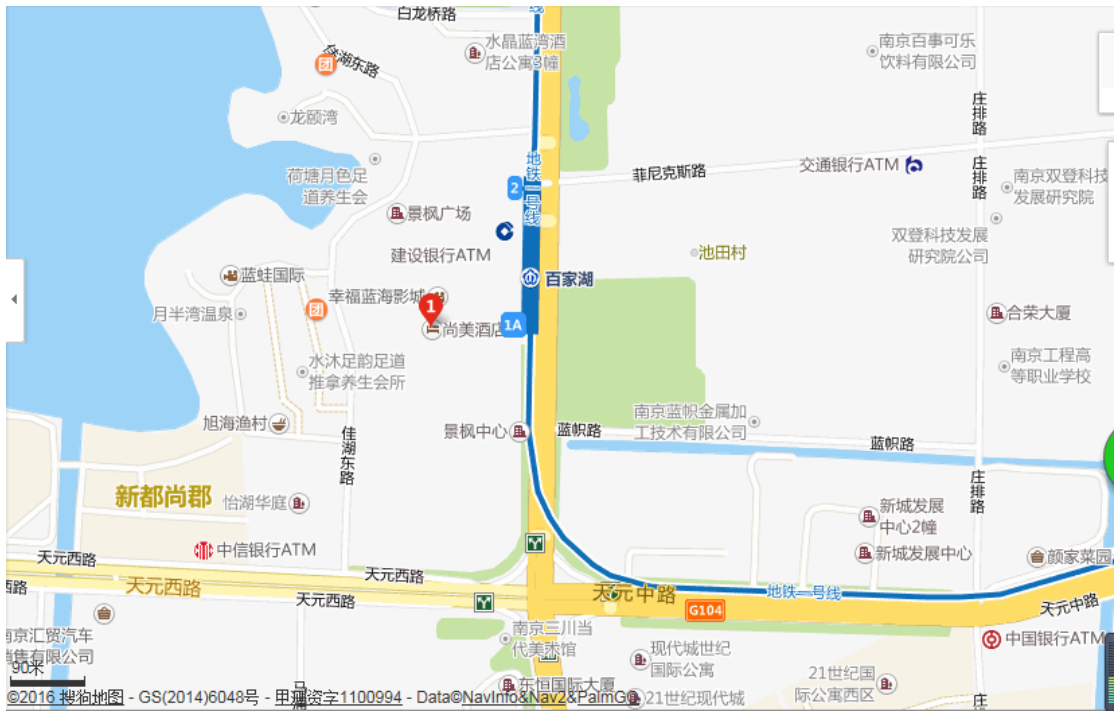 白龙桥路
线
水晶蓝湾酒
店公寓3幢
南京百事可乐
饮料有限公司
佳湖东路
团
龙颐湾
庄排路
地铁一号线
荷塘月色足
道养生会
2
菲尼克斯路
交通银行ATM
庄排路
南京双登科技
发展研究院
景枫广场
建设银行ATM
池田村
双登科技发展
研究院公司
蓝蛙国际
百家湖
幸福蓝海影城
1
月半湾温泉
团
尚美酒店
1A
合荣大厦
水沐足韵足道
推拿养生会所
南京工程高
等职业学校
旭海渔村
佳湖东路
景枫中心
蓝帜路
南京蓝帜金属加
工技术有限公司
蓝帜路
庄排路
新都尚郡
怡湖华庭
新城发展
中心2幢
中信银行ATM
新城发展中心
颜家菜园
天元西路
天元西路
天元西路
西路
天元西路
天元中路
G104
地铁一号线
天元中路
南京汇贸汽车
销售有限公司
南京三川当
代美术馆
现代城世纪
国际公寓
中国银行ATM
21世纪国
际公寓西区
90米
东恒国际大厦
21世纪现代城
庄
©2016 搜狗地图 - GS(2014)6048号 - 甲测资字1100994 - Data©NavInfo&Nav2&PalmGo